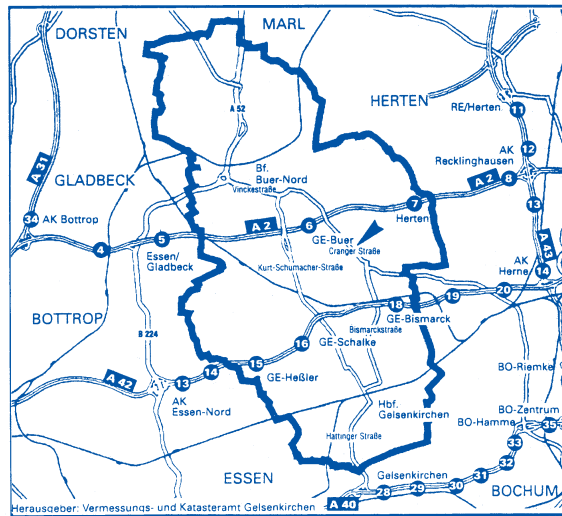 DORSTEN
MARL
HERTEN
RE/Herten
11
A 52
A 31
AK
Recklinghausen
12
Bf.
Buer-Nord
Vinckestraße
GLADBECK
A 2
8
7
Herten
13
34
AK Bottrop
4
5
Essen/
Gladbeck
A 2
6
GE-Buer
Cranger Straße
Kurt-Schumacher-Straße
A 43
AK
Herne
14
BOTTROP
B 224
18
19
20
GE-Bismarck
Bismarckstraße
16
GE-Schalke
15
GE-Heßler
14
13
A 42
AK
Essen-Nord
BO-Riemke
Hbf.
Gelsenkirchen
BO-Zentrum
BO-Hamme
35
33
Hattinger Straße
ESSEN
Gelsenkirchen
32
31
30
29
28
A 40
BOCHUM
Herausgeber: Vermessungs- und Katasteramt Gelsenkirchen